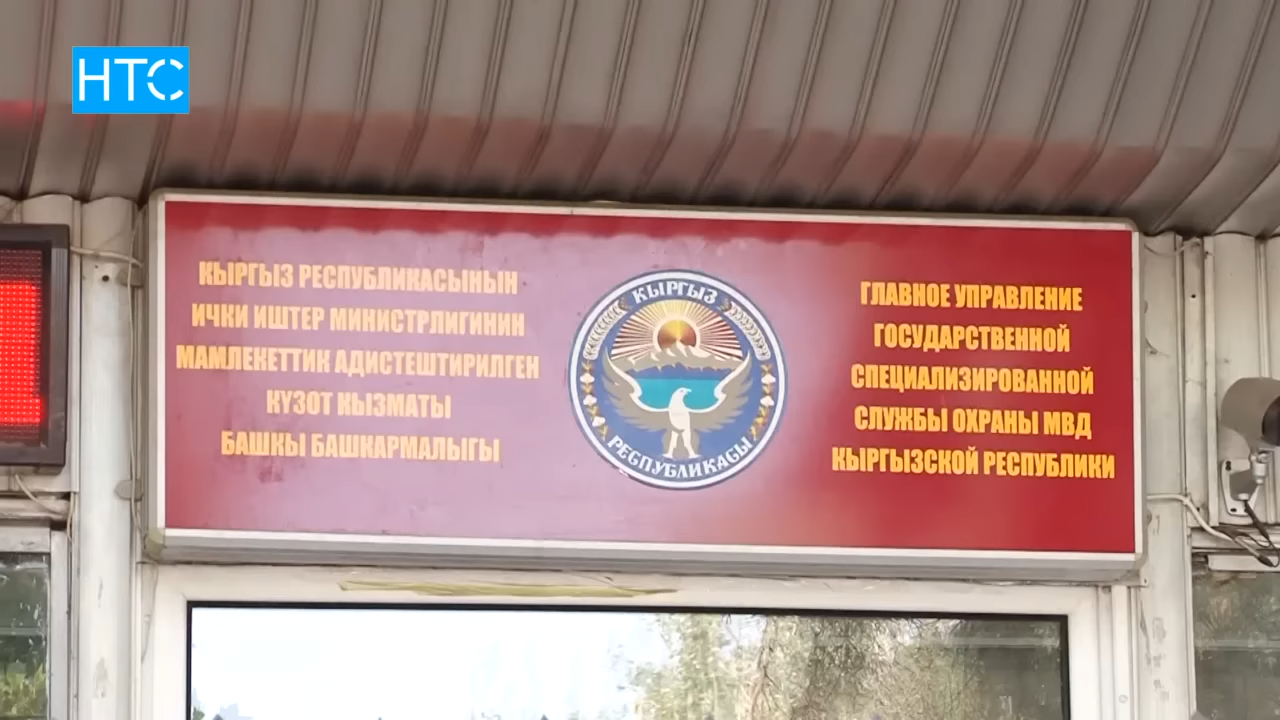 НТС
КЫРГЫЗ РЕСПУБЛИКАСЫНЫН
ИЧКИ ИШТЕР МИНИСТРЛИГИНИН
МАМЛЕКЕТТИК АДИСТЕШТИРИЛГЕН
КҮЗӨТ КЫЗМАТЫ
БАШКЫ БАШКАРМАЛЫГЫ
КЫРГЫЗ
РЕСПУБЛИКАСЫ
ГЛАВНОЕ УПРАВЛЕНИЕ
ГОСУДАРСТВЕННОЙ
СПЕЦИАЛИЗИРОВАННОЙ
СЛУЖБЫ ОХРАНЫ МВД
КЫРГЫЗСКОЙ РЕСПУБЛИКИ